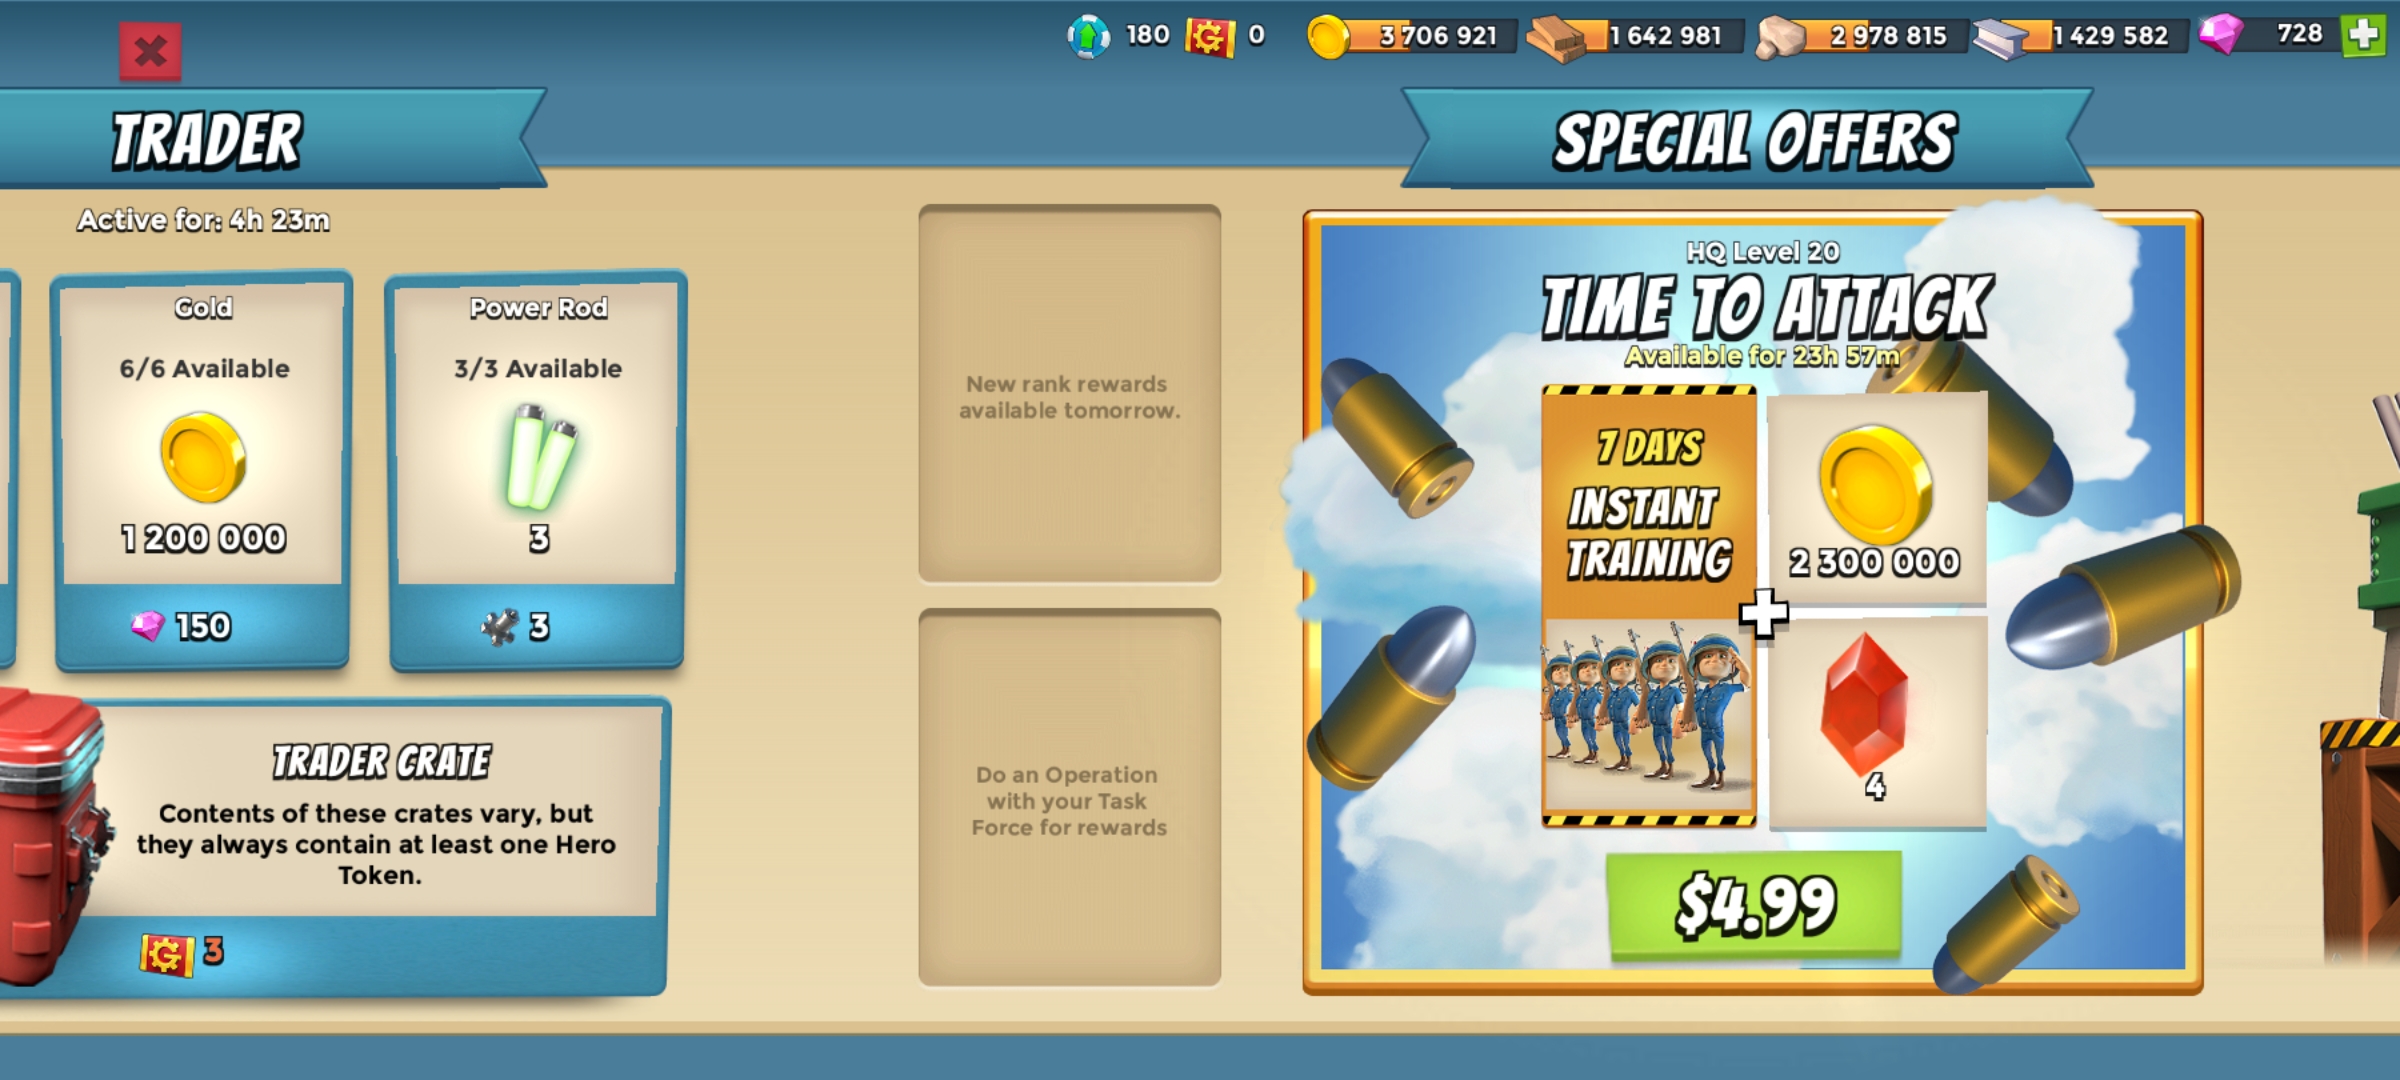 180
0
3 706 921
1 642 981
2 978 815
1 429 582
728
TRADER
Active for: 4h 23m
Gold
6/6 Available
1 200 000
150
Power Rod
3/3 Available
3
3
TRADER CRATE
Contents of these crates vary, but
they always contain at least one Hero
Token.
G
3
New rank rewards
available tomorrow.
Do an Operation
with your Task
Force for rewards
SPECIAL OFFERS
HQ Level 20
TIME TO ATTACK
Available for 23h 57m
7 DAYS
INSTANT
TRAINING
2 300 000
4
$4.99